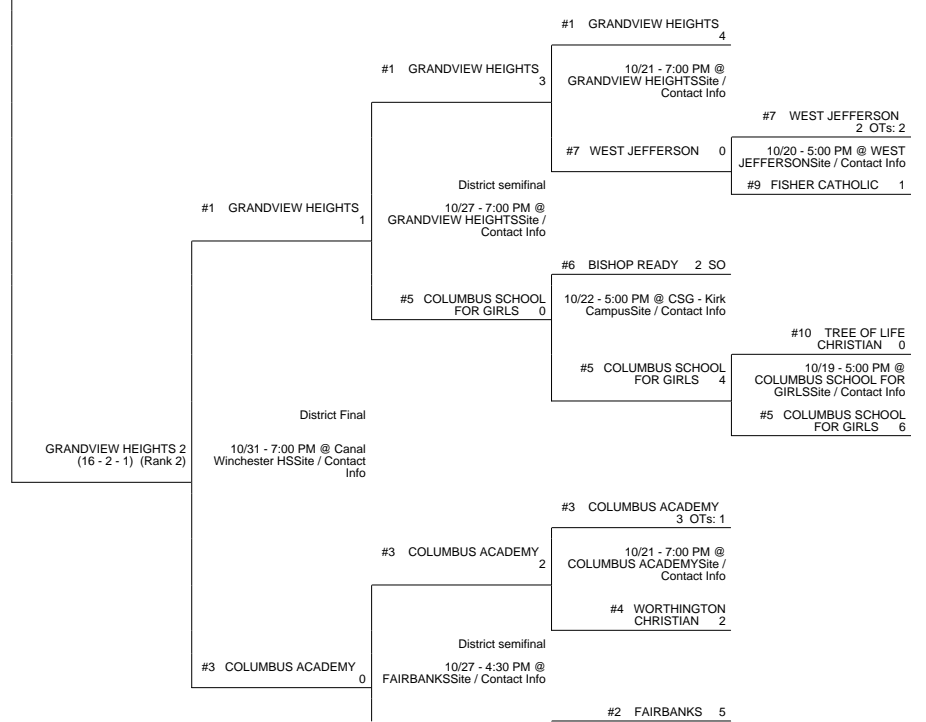 #1 GRANDVIEW HEIGHTS
4
#1 GRANDVIEW HEIGHTS
3
10/21 - 7:00 PM @
GRANDVIEW HEIGHTSSite /
Contact Info
#7 WEST JEFFERSON
2 OTs: 2
#7 WEST JEFFERSON 0
10/20 - 5:00 PM @ WEST
JEFFERSONSite / Contact Info
#9 FISHER CATHOLIC 1
District semifinal
#1 GRANDVIEW HEIGHTS
1
10/27 - 7:00 PM @
GRANDVIEW HEIGHTSSite /
Contact Info
#6 BISHOP READY 2 SO
#5 COLUMBUS SCHOOL
FOR GIRLS 0
10/22 - 5:00 PM @ CSG - Kirk
CampusSite / Contact Info
#10 TREE OF LIFE
CHRISTIAN 0
#5 COLUMBUS SCHOOL
FOR GIRLS 4
10/19 - 5:00 PM @
COLUMBUS SCHOOL FOR
GIRLSSite / Contact Info
#5 COLUMBUS SCHOOL
FOR GIRLS 6
District Final
GRANDVIEW HEIGHTS 2
(16 - 2 - 1) (Rank 2)
10/31 - 7:00 PM @ Canal
Winchester HSSite / Contact
Info
#3 COLUMBUS ACADEMY
3 OTs: 1
#3 COLUMBUS ACADEMY
2
10/21 - 7:00 PM @
COLUMBUS ACADEMYSite /
Contact Info
#4 WORTHINGTON
CHRISTIAN 2
District semifinal
#3 COLUMBUS ACADEMY
0
10/27 - 4:30 PM @
FAIRBANKSSite / Contact Info
#2 FAIRBANKS 5